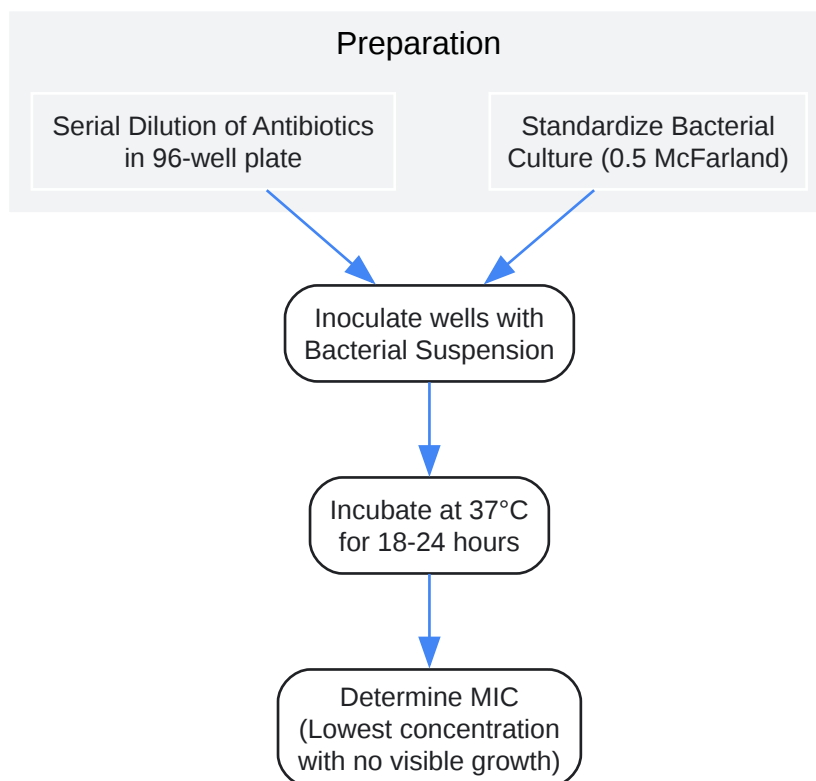 Preparation
Serial Dilution of Antibiotics
in 96-well plate
Standardize Bacterial
Culture (0.5 McFarland)
Inoculate wells with
Bacterial Suspension
Incubate at 37°C
for 18-24 hours
Determine MIC
(Lowest concentration
with no visible growth)